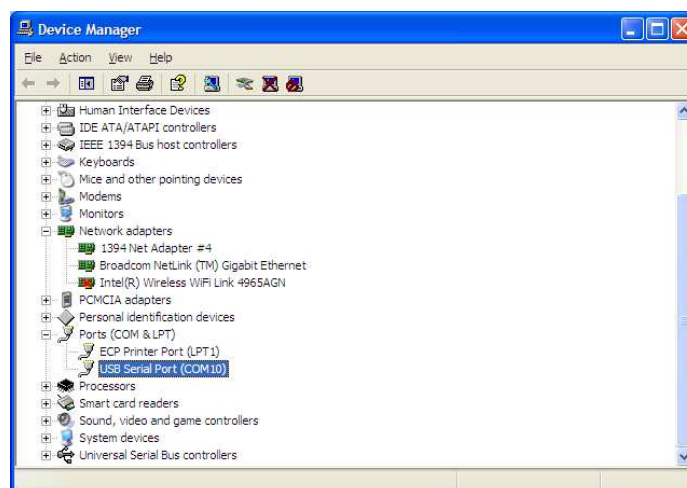 Device Manager
File Action View Help
Human Interface Devices
IDE ATA/ATAPI controllers
IEEE 1394 Bus host controllers
Keyboards
Mice and other pointing devices
Modems
Monitors
Network adapters
1394 Net Adapter #4
Broadcom NetLink (TM) Gigabit Ethernet
Intel(R) Wireless WiFi Link 4965AGN
PCMCIA adapters
Personal identification devices
Ports (COM & LPT)
ECP Printer Port (LPT1)
USB Serial Port (COM10)
Processors
Smart card readers
Sound, video and game controllers
System devices
Universal Serial Bus controllers